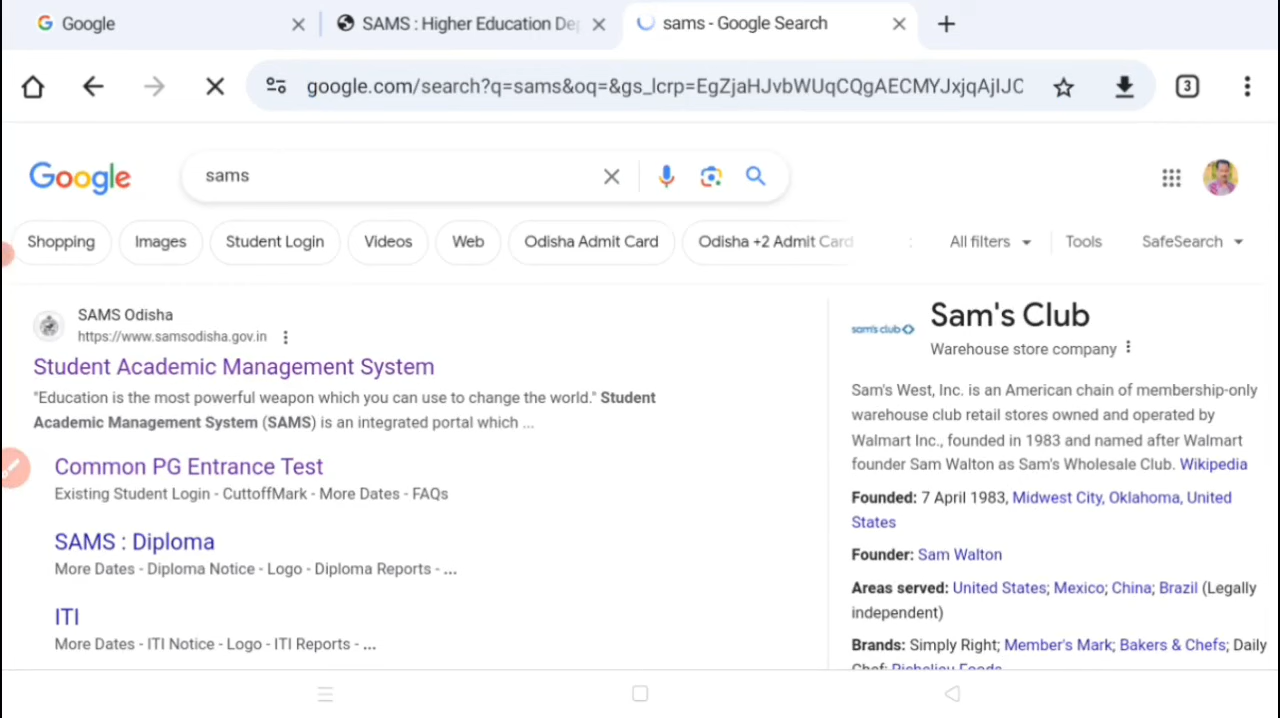 Google
SAMS : Higher Education De
sams - Google Search
google.com/search?q=sams&oq=&gs_lcrp=EgZjaHJvbWUqCQgAECMYJxjqAjIJC
3
Google
sams
Shopping
Images
Student Login
Videos
Web
Odisha Admit Card
Odisha +2 Admit Card
All filters
Tools
SafeSearch
SAMS Odisha
https://www.samsodisha.gov.in
Student Academic Management System
"Education is the most powerful weapon which you can use to change the world." Student
Academic Management System (SAMS) is an integrated portal which ...
Common PG Entrance Test
Existing Student Login - CuttoffMark - More Dates - FAQs
SAMS : Diploma
More Dates - Diploma Notice - Logo - Diploma Reports - ...
ITI
More Dates - ITI Notice - Logo - ITI Reports - ...
sam's club
Sam's Club
Warehouse store company
Sam's West, Inc. is an American chain of membership-only
warehouse club retail stores owned and operated by
Walmart Inc., founded in 1983 and named after Walmart
founder Sam Walton as Sam's Wholesale Club. Wikipedia
Founded: 7 April 1983, Midwest City, Oklahoma, United
States
Founder: Sam Walton
Areas served: United States; Mexico; China; Brazil (Legally
independent)
Brands: Simply Right; Member's Mark; Bakers & Chefs; Daily
Chef; Richelieu Foods